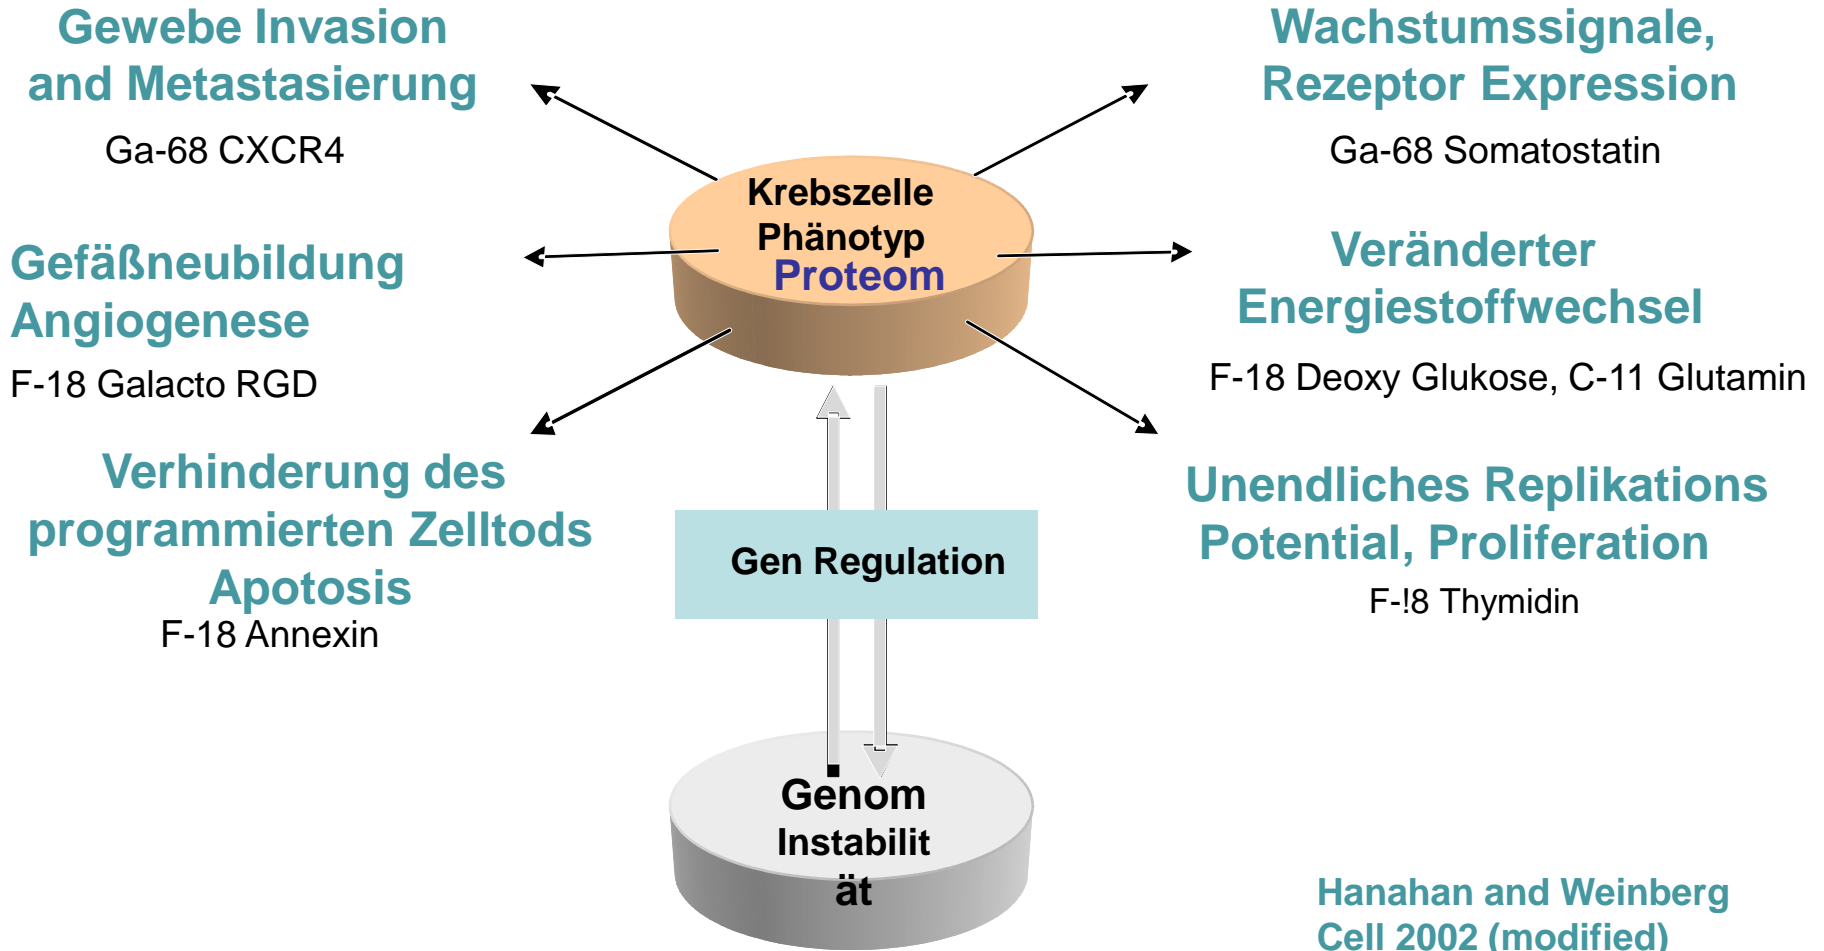 Gewebe Invasion
and Metastasierung
Ga-68 CXCR4
Gefäßneubildung
Angiogenese
F-18 Galacto RGD
Verhinderung des
programmierten Zelltods
Apotosis
F-18 Annexin
Krebszelle
Phänotyp
Proteom
Gen Regulation
Genom
Instabilit
ät
Wachstumssignale,
Rezeptor Expression
Ga-68 Somatostatin
Veränderter
Energiestoffwechsel
F-18 Deoxy Glukose, C-11 Glutamin
Unendliches Replikations
Potential, Proliferation
F-!8 Thymidin
Hanahan and Weinberg
Cell 2002 (modified)